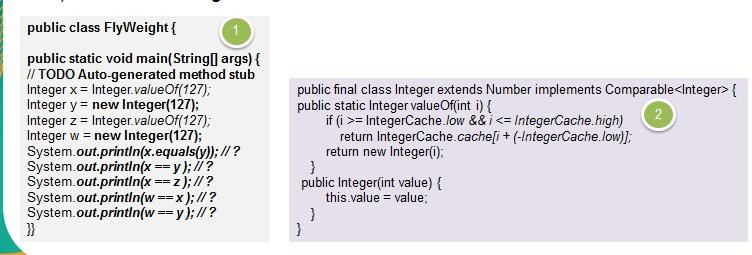 public class FlyWeight {
1
public static void main(String[] args) {
// TODO Auto-generated method stub
Integer x = Integer.valueOf(127);
Integer y = new Integer(127);
Integer z = Integer.valueOf(127);
Integer w = new Integer(127);
System.out.println(x.equals(y)); // ?
System.out.println(x == y ); // ?
System.out.println(x == z ); // ?
System.out.println(w == x ); // ?
System.out.println(w == y ); // ?
}}
public final class Integer extends Number implements Comparable<Integer> {
public static Integer valueOf(int i) {
2
if (i >= IntegerCache.low && i <= IntegerCache.high)
return IntegerCache.cache[i + (-IntegerCache.low)];
return new Integer(i);
}
public Integer(int value) {
this.value = value;
}
}